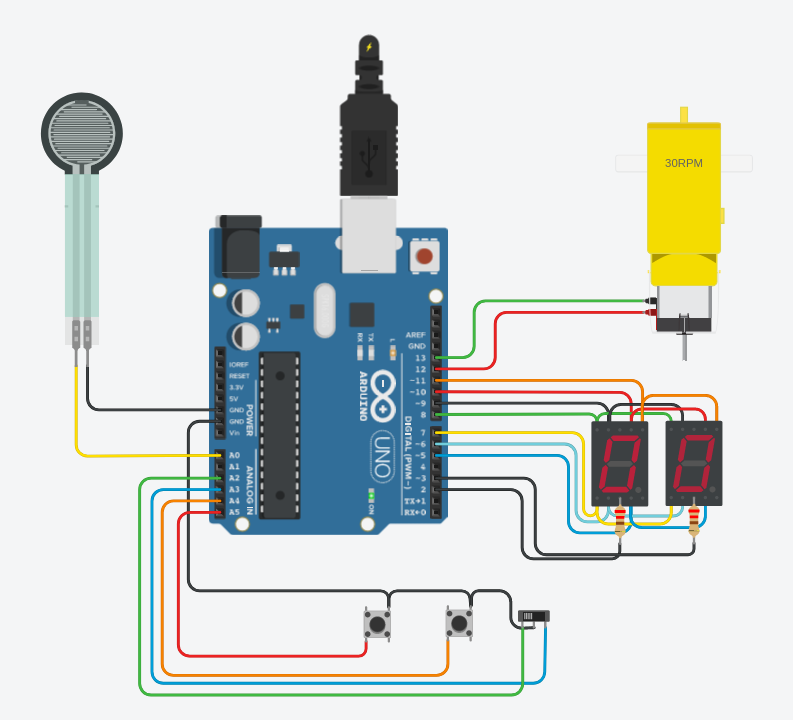 30RPM
AREF
GND
13
12
~11
~10
~9
8
7
~6
~5
4
~3
2
TX→1
RX←0
DIGITAL (PWM~)
RX
TX
L
ARDUINO
UNO
ON
IOREF
RESET
3.3V
5V
GND
GND
Vin
POWER
A0
A1
A2
A3
A4
A5
ANALOG IN